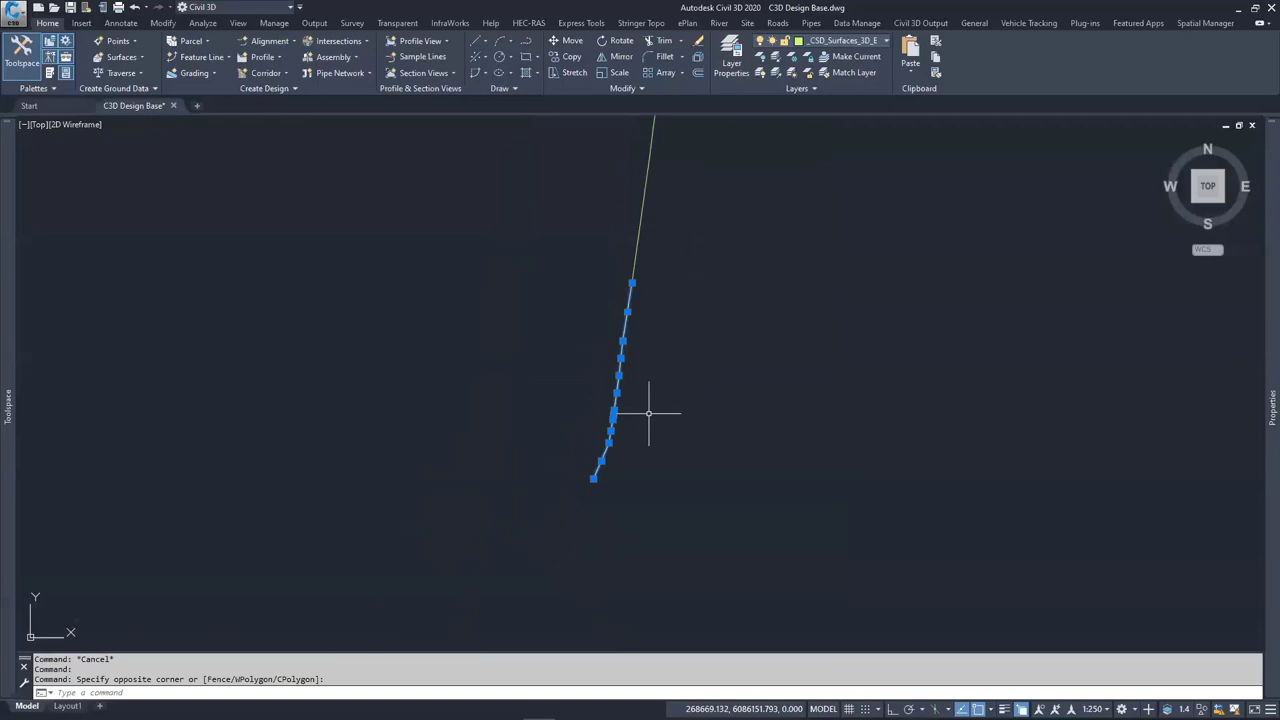 Civil 3D
Autodesk Civil 3D 2020 C3D Design Base.dwg
C3D
Home Insert Annotate Modify Analyze View Manage Output Survey Transparent InfraWorks HEC-RAS Express Tools Stringer Topo ePlan River Site Roads Pipes Data Manager Civil 3D Output General Vehicle Tracking Plug-ins Featured Apps Spatial Manager
Toolspace
Points
Surfaces
Traverse
Parcel
Feature Line
Grading
Alignment
Profile
Corridor
Intersections
Assembly
Pipe Network
Profile View
Sample Lines
Section Views
Move
Copy
Stretch
Rotate
Mirror
Scale
Trim
Fillet
Array
Layer
Properties
_CSD_Surfaces_3D_E
Make Current
Match Layer
Paste
Palettes Create Ground Data Create Design Profile & Section Views Draw Modify Layers Clipboard
Start C3D Design Base*
[−][Top][2D Wireframe]
N
W TOP E
S
WCS
Toolspace
Properties
Y
X
Command: *Cancel*
Command:
Command: Specify opposite corner or [Fence/WPolygon/CPolygon]:
Type a command
Model Layout1
268669.132, 6086151.793, 0.000 MODEL 1:250 1:4